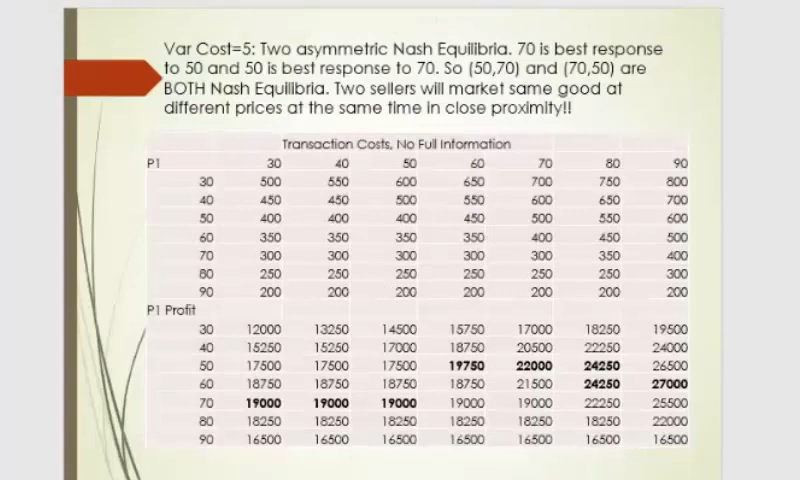 Var Cost=5: Two asymmetric Nash Equilibria. 70 is best response
to 50 and 50 is best response to 70. So (50,70) and (70,50) are
BOTH Nash Equilibria. Two sellers will market same good at
different prices at the same time in close proximity!!
Transaction Costs, No Full Information
P1 30 40 50 60 70 80 90
30 500 550 600 650 700 750 800
40 450 450 500 550 600 650 700
50 400 400 400 450 500 550 600
60 350 350 350 350 400 450 500
70 300 300 300 300 300 350 400
80 250 250 250 250 250 250 300
90 200 200 200 200 200 200 200
P1 Profit
30 12000 13250 14500 15750 17000 18250 19500
40 15250 15250 17000 18750 20500 22250 24000
50 17500 17500 17500 19750 22000 24250 26500
60 18750 18750 18750 18750 21500 24250 27000
70 19000 19000 19000 19000 19000 22250 25500
80 18250 18250 18250 18250 18250 18250 22000
90 16500 16500 16500 16500 16500 16500 16500